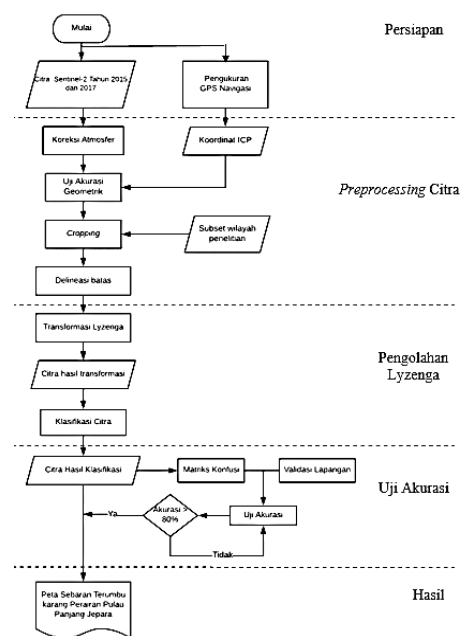 Mulai
Persiapan
Citra Sentinel-2 Tahun 2015
dan 2017
Pengukuran
GPS Navigasi
Koreksi Atmosfer
Koordinat ICP
Uji Akurasi
Geometrik
Preprocessing Citra
Cropping
Subset wilayah
penelitian
Delineasi batas
Transformasi Lyzenga
Pengolahan
Lyzenga
Citra hasil transformasi
Klasifikasi Citra
Citra Hasil Klasifikasi
Matriks Konfusi
Validasi Lapangan
Uji Akurasi
Ya
Akurasi >
80%
Uji Akurasi
Tidak
Hasil
Peta Sebaran Terumbu
karang Perairan Pulau
Panjang Jepara